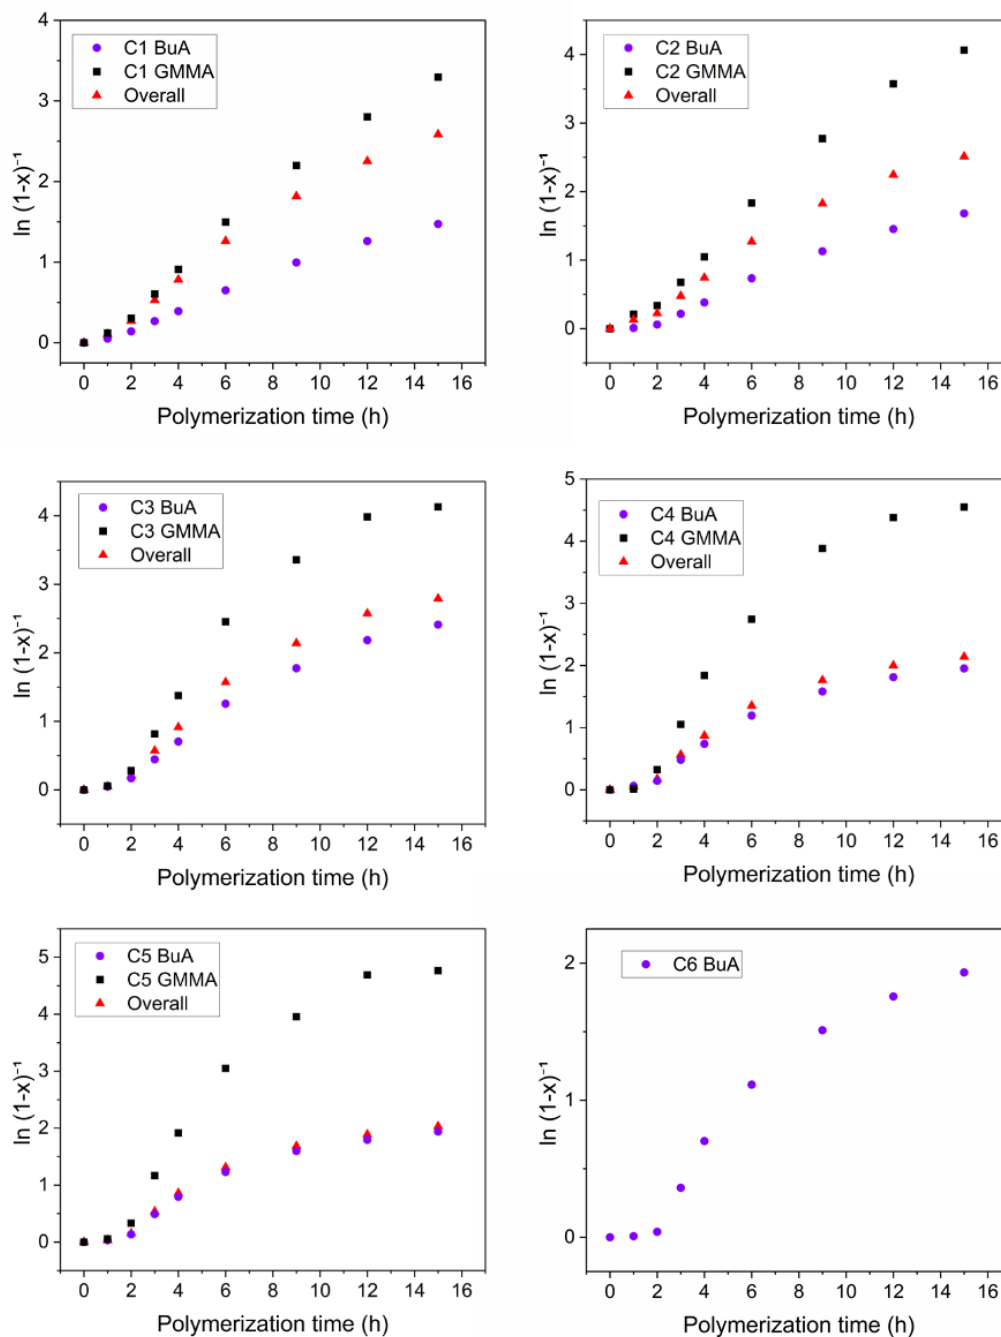 4
3
2
1
0
ln (1-x)⁻¹
C1 BuA
C1 GMMA
Overall
0 2 4 6 8 10 12 14 16
Polymerization time (h)
4
3
2
1
0
ln (1-x)⁻¹
C2 BuA
C2 GMMA
Overall
0 2 4 6 8 10 12 14 16
Polymerization time (h)
4
3
2
1
0
ln (1-x)⁻¹
C3 BuA
C3 GMMA
Overall
0 2 4 6 8 10 12 14 16
Polymerization time (h)
5
4
3
2
1
0
ln (1-x)⁻¹
C4 BuA
C4 GMMA
Overall
0 2 4 6 8 10 12 14 16
Polymerization time (h)
5
4
3
2
1
0
ln (1-x)⁻¹
C5 BuA
C5 GMMA
Overall
0 2 4 6 8 10 12 14 16
Polymerization time (h)
2
1
0
ln (1-x)⁻¹
C6 BuA
0 2 4 6 8 10 12 14 16
Polymerization time (h)